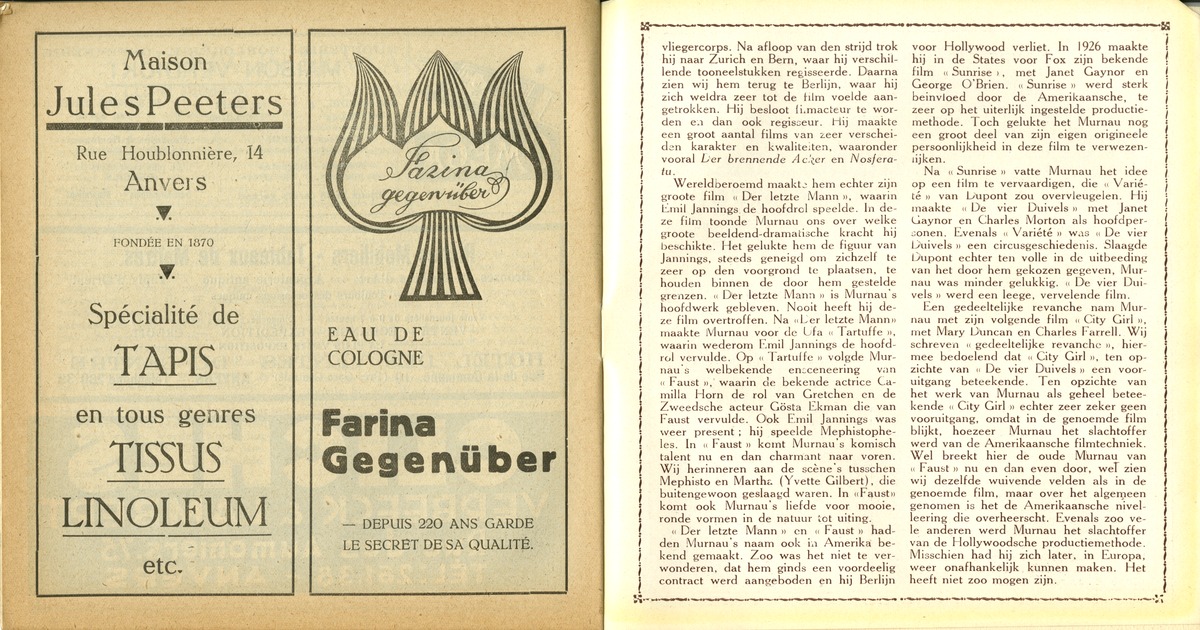 Maison
Jules Peeters
Rue Houblonnière, 14
Anvers
FONDÉE EN 1870
Spécialité de
TAPIS
en tous genres
TISSUS
LINOLEUM
etc.
Farina
gegenüber
EAU DE
COLOGNE
Farina
Gegenüber
— DEPUIS 220 ANS GARDE
LE SECRET DE SA QUALITÉ.
vliegercorps. Na afloop van den strijd trok
hij naar Zurich en Bern, waar hij verschil-
lende tooneelstukken regisseerde. Daarna
zien wij hem terug te Berlijn, waar hij
zich weldra zeer tot de film voelde aan-
getrokken. Hij besloot filmacteur te wor-
den en dan ook regisseur. Hij maakte
een groot aantal films van zeer verschei-
den karakter en kwaliteiten, waaronder
vooral Der brennende Acker en Nosfera-
tu.
Wereldberoemd maakte hem echter zijn
groote film « Der letzte Mann », waarin
Emil Jannings de hoofdrol speelde. In de-
ze film toonde Murnau ons over welke
groote beeldend-dramatische kracht hij
beschikte. Het gelukte hem de figuur van
Jannings, steeds geneigd om zichzelf te
zeer op den voorgrond te plaatsen, te
houden binnen de door hem gestelde
grenzen. « Der letzte Mann » is Murnau's
hoofdwerk gebleven. Nooit heeft hij de-
ze film overtroffen. Na «Der letzte Mann»
maakte Murnau voor de Ufa « Tartuffe »,
waarin wederom Emil Jannings de hoofd-
rol vervulde. Op « Tartuffe » volgde Mur-
nau's welbekende enceneering van
« Faust », waarin de bekende actrice Ca-
milla Horn de rol van Gretchen en de
Zweedsche acteur Gösta Ekman die van
Faust vervulde. Ook Emil Jannings was
weer present ; hij speelde Mephistophe-
les. In « Faust » komt Murnau's komisch
talent nu en dan charmant naar voren.
Wij herinneren aan de scène's tusschen
Mephisto en Martha (Yvette Gilbert), die
buitengewoon geslaagd waren. In «Faust»
komt ook Murnau's liefde voor mooie,
ronde vormen in de natuur tot uiting.
« Der letzte Mann » en « Faust » had-
den Murnau's naam ook in Amerika be-
kend gemaakt. Zoo was het niet te ver-
wonderen, dat hem ginds een voordeelig
contract werd aangeboden en hij Berlijn
voor Hollywood verliet. In 1926 maakte
hij in de States voor Fox zijn bekende
film « Sunrise », met Janet Gaynor en
George O'Brien. « Sunrise » werd sterk
beinvloed door de Amerikaansche, te
zeer op het uiterlijk ingestelde productie-
methode. Toch gelukte het Murnau nog
een groot deel van zijn eigen origineele
persoonlijkheid in deze film te verwezen-
lijken.
Na « Sunrise » vatte Murnau het idee
op een film te vervaardigen, die « Varié-
té » van Dupont zou overvleugelen. Hij
maakte « De vier Duivels » met Janet
Gaynor en Charles Morton als hoofdper-
sonen. Evenals « Variété » was « De vier
Duivels » een circusgeschiedenis. Slaagde
Dupont echter ten volle in de uitbeeding
van het door hem gekozen gegeven, Mur-
nau was minder gelukkig. « De vier Dui-
vels » werd een leege, vervelende film.
Een gedeeltelijke revanche nam Mur-
nau met zijn volgende film « City Girl »,
met Mary Duncan en Charles Farrell. Wij
schreven « gedeeltelijke revanche », hier-
mee bedoelend dat « City Girl », ten op-
zichte van « De vier Duivels » een voor-
uitgang beteekende. Ten opzichte van
het werk van Murnau als geheel betee-
kende « City Girl » echter zeer zeker geen
vooruitgang, omdat in de genoemde film
blijkt, hoezeer Murnau het slachtoffer
werd van de Amerikaansche filmtechniek.
Wel breekt hier de oude Murnau van
« Faust » nu en dan even door, wel zien
wij dezelfde wuivende velden als in de
genoemde film, maar over het algemeen
genomen is het de Amerikaansche nivel-
leering die overheerscht. Evenals zoo ve-
le anderen werd Murnau het slachtoffer
van de Hollywoodsche productiemethode.
Misschien had hij zich later, in Europa,
weer onafhankelijk kunnen maken. Het
heeft niet zoo mogen zijn.